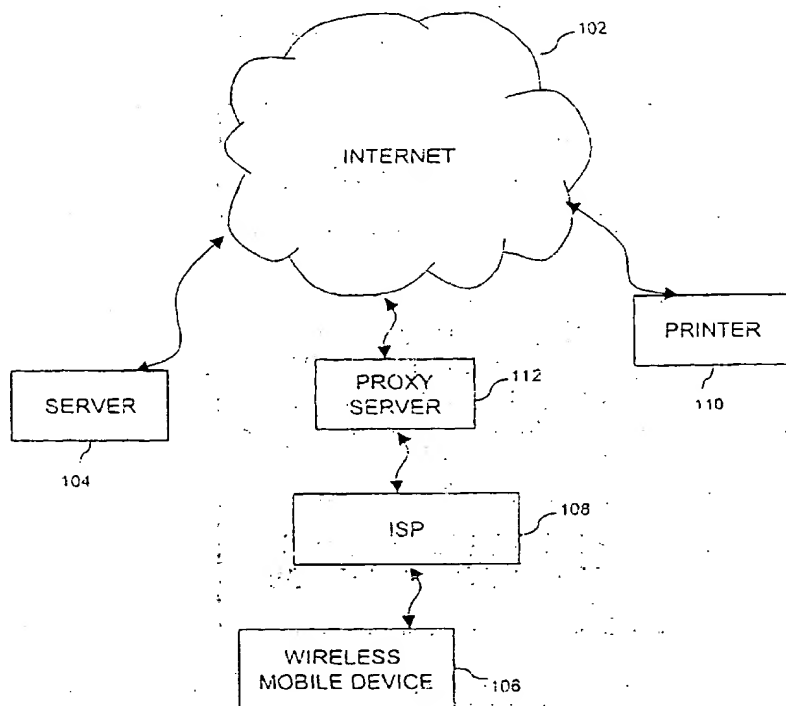 102
INTERNET
PRINTER
110
PROXY
SERVER
112
SERVER
104
ISP
108
WIRELESS
MOBILE DEVICE
106